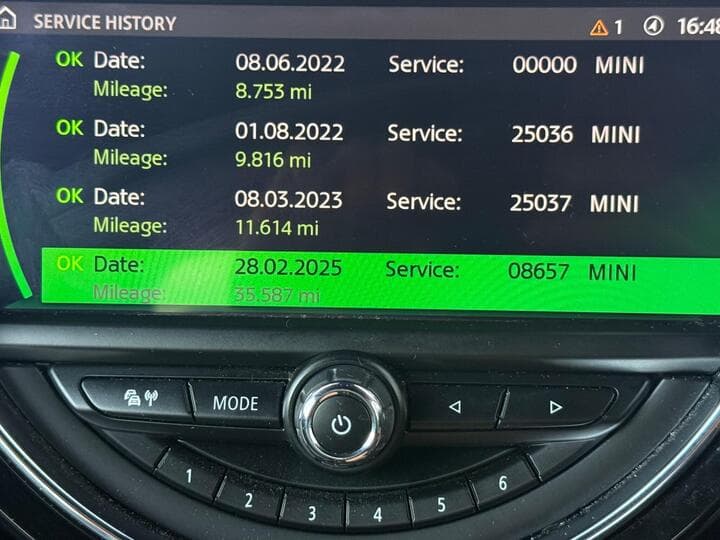 SERVICE HISTORY 1 16:48
OK Date: 08.06.2022 Service: 00000 MINI
Mileage: 8.753 mi
OK Date: 01.08.2022 Service: 25036 MINI
Mileage: 9.816 mi
OK Date: 08.03.2023 Service: 25037 MINI
Mileage: 11.614 mi
OK Date: 28.02.2025 Service: 08657 MINI
Mileage: 35.587 mi
MODE
1 2 3 4 5 6